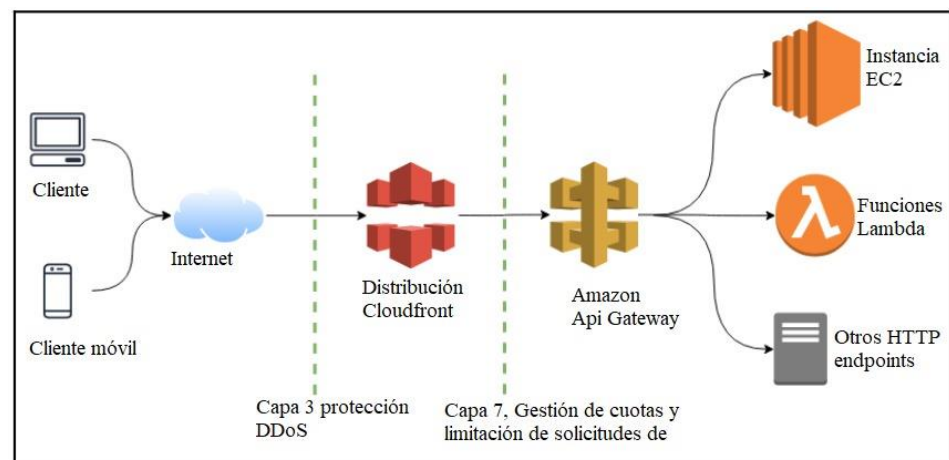 Cliente
Cliente móvil
Internet
Distribución
Cloudfront
Amazon
Api Gateway
Instancia
EC2
Funciones
Lambda
Otros HTTP
endpoints
Capa 3 protección
DDoS
Capa 7, Gestión de cuotas y
limitación de solicitudes de